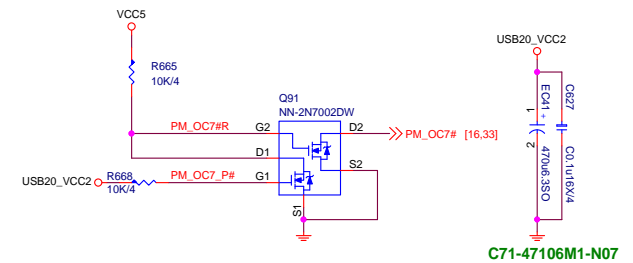 VCC5
USB20_VCC2
R665
10K/4
Q91
NN-2N7002DW
PM_OC7#R
G2
D2
PM_OC7# [16,33]
D1
S2
USB20_VCC2
R668
10K/4
PM_OC7_P#
G1
S1
1
+
2
EC41
470u6.3SO
C627
C0.1u16X/4
C71-47106M1-N07